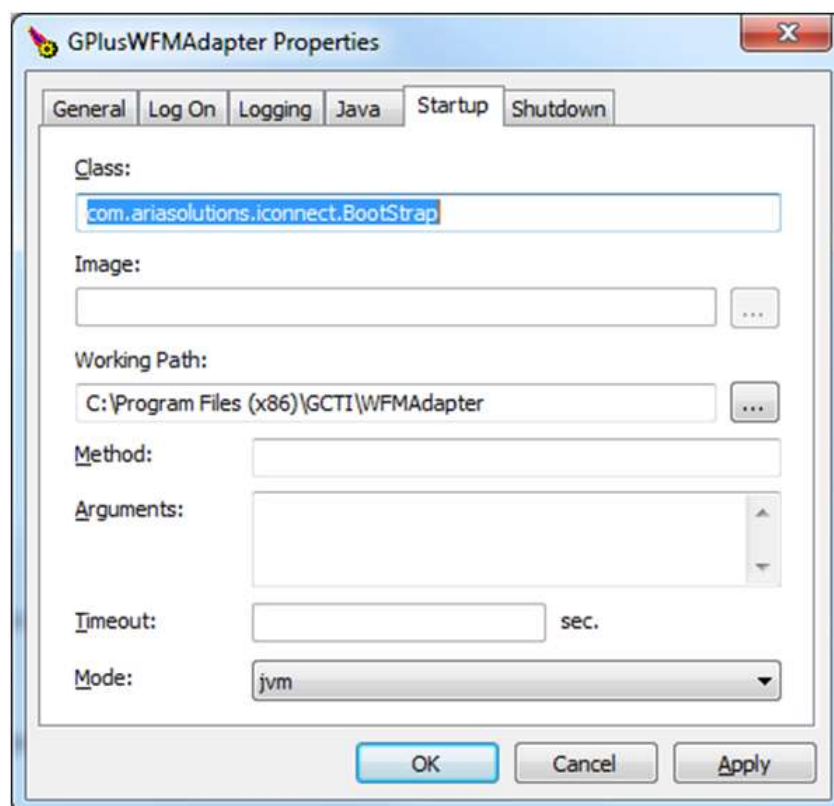 GPlusWFMAdapter Properties
General Log On Logging Java Startup Shutdown
Class:
com.ariasolutions.iconnect.BootStrap
Image:
...
Working Path:
C:\Program Files (x86)\GCTI\WFMAdapter
...
Method:
Arguments:
Timeout: sec.
Mode: jvm
OK Cancel Apply